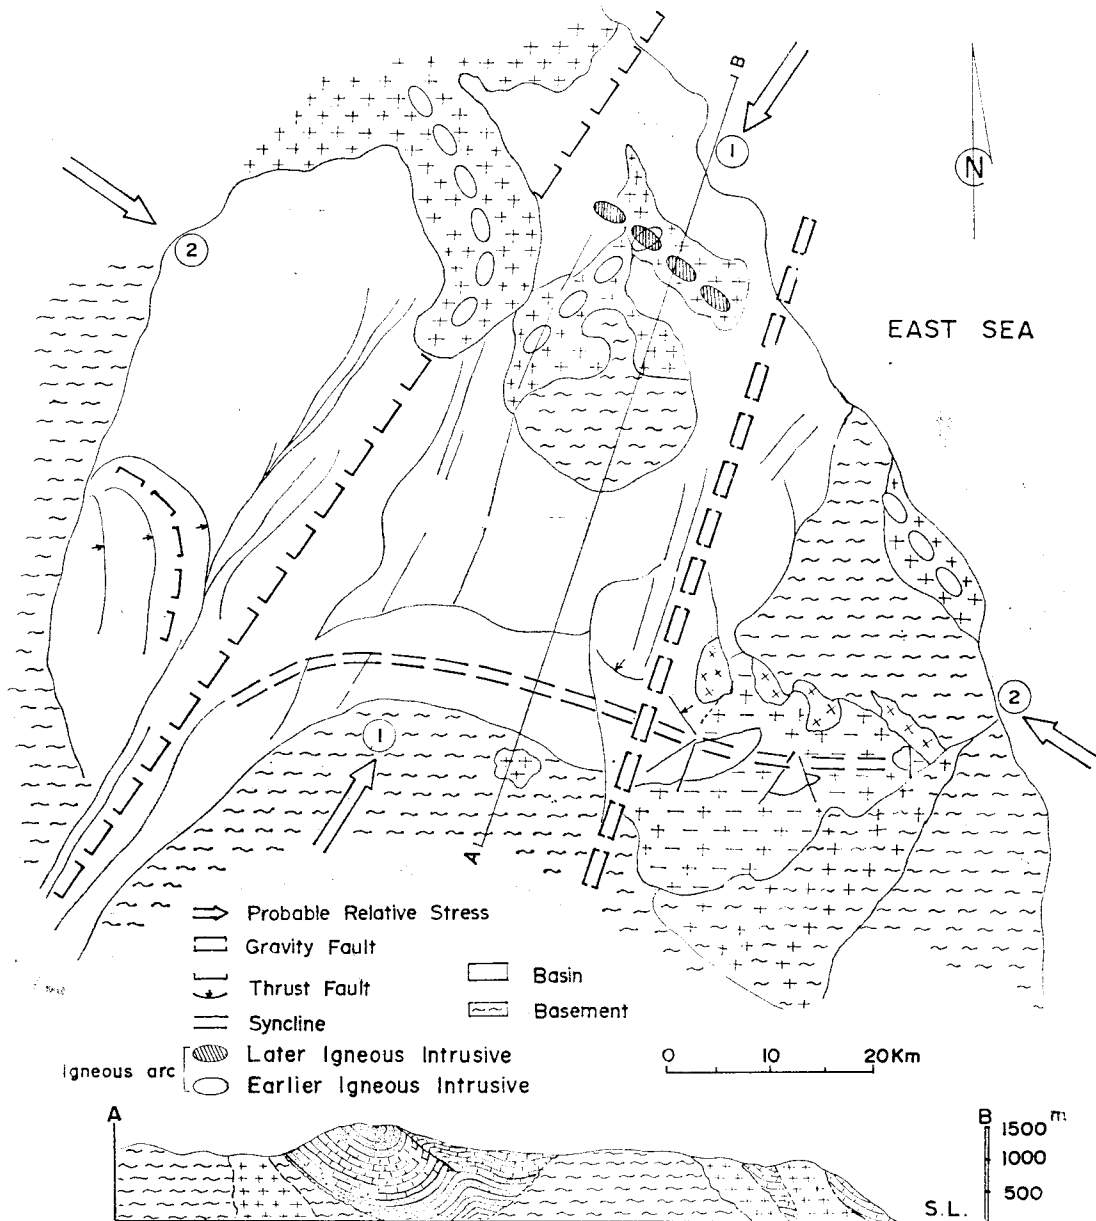 B
1
N
2
EAST SEA
2
1
A
Probable Relative Stress
Gravity Fault
Thrust Fault
Syncline
Basin
Basement
Igneous arc
Later Igneous Intrusive
Earlier Igneous Intrusive
0 10 20Km
A
B
1500 m
1000
500
S.L.